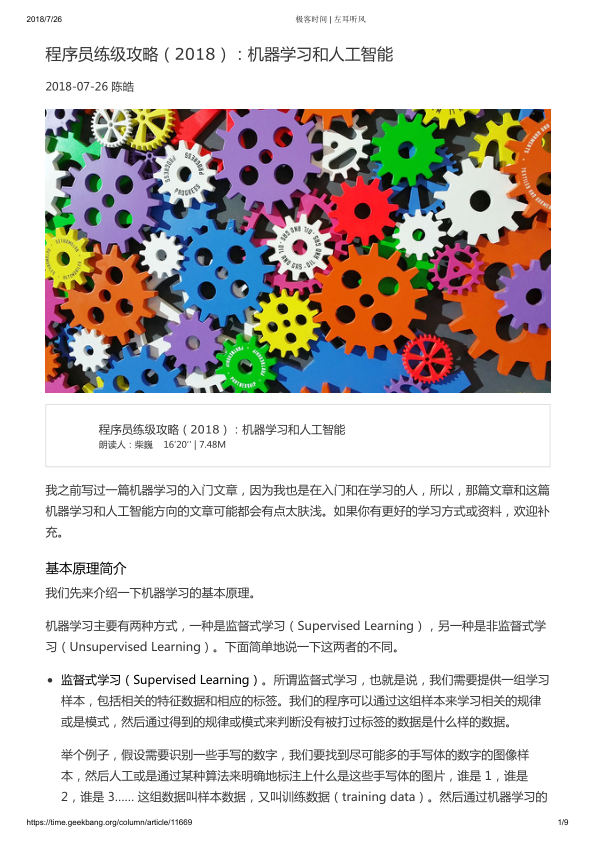 2018/7/26 极客时间 | 左耳听风
程序员练级攻略（2018）：机器学习和人工智能
2018-07-26 陈皓
PROGRESS
PROGRESS
OIL · GAS AND
程序员练级攻略（2018）：机器学习和人工智能
朗读人：柴巍 16′20′′ | 7.48M
我之前写过一篇机器学习的入门文章，因为我也是在入门和在学习的人，所以，那篇文章和这篇
机器学习和人工智能方向的文章可能都会有点太肤浅。如果你有更好的学习方式或资料，欢迎补
充。
基本原理简介
我们先来介绍一下机器学习的基本原理。
机器学习主要有两种方式，一种是监督式学习（Supervised Learning），另一种是非监督式学
习（Unsupervised Learning）。下面简单地说一下这两者的不同。
监督式学习（Supervised Learning）。所谓监督式学习，也就是说，我们需要提供一组学习
样本，包括相关的特征数据和相应的标签。我们的程序可以通过这组样本来学习相关的规律
或是模式，然后通过得到的规律或模式来判断没有被打过标签的数据是什么样的数据。
举个例子，假设需要识别一些手写的数字，我们要找到尽可能多的手写体的数字的图像样
本，然后人工或是通过某种算法来明确地标注上什么是这些手写体的图片，谁是 1，谁是
2，谁是 3…… 这组数据叫样本数据，又叫训练数据（training data）。然后通过机器学习的
https://time.geekbang.org/column/article/11669 1/9